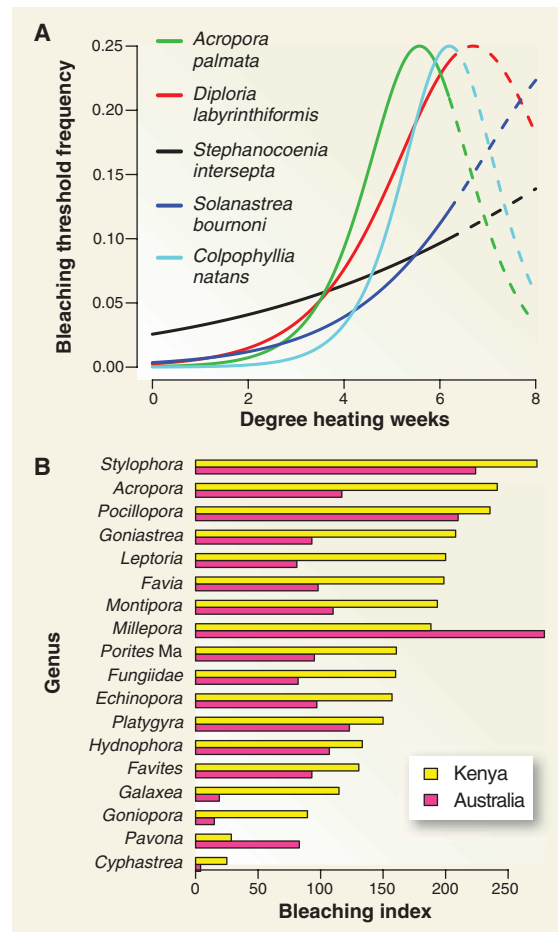 A
Bleaching threshold frequency
0.25
0.20
0.15
0.10
0.05
0.00
Acropora
palmata
Diploria
labyrinthiformis
Stephanocoenia
intersepta
Solanastrea
bournoni
Colpophyllia
natans
0 2 4 6 8
Degree heating weeks
B
Genus
Stylophora
Acropora
Pocillopora
Goniastrea
Leptoria
Favia
Montipora
Millepora
Porites Ma
Fungiidae
Echinopora
Platygyra
Hydnophora
Favites
Galaxea
Goniopora
Pavona
Cyphastrea
Kenya
Australia
0 50 100 150 200 250
Bleaching index